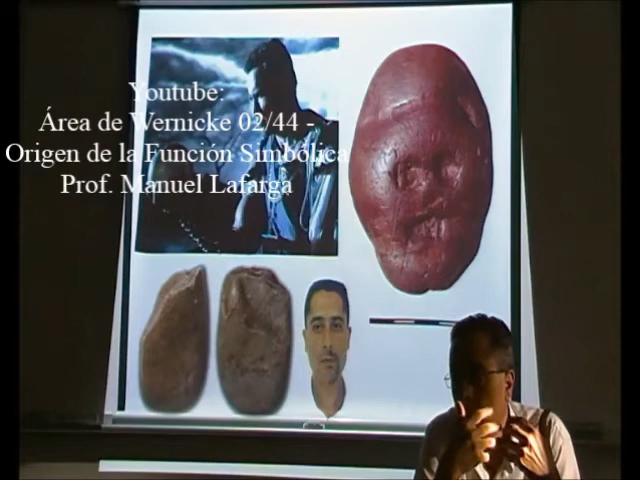 Youtube:
Área de Wernicke 02/44 -
Origen de la Función Simbólica
Prof. Manuel Lafarga